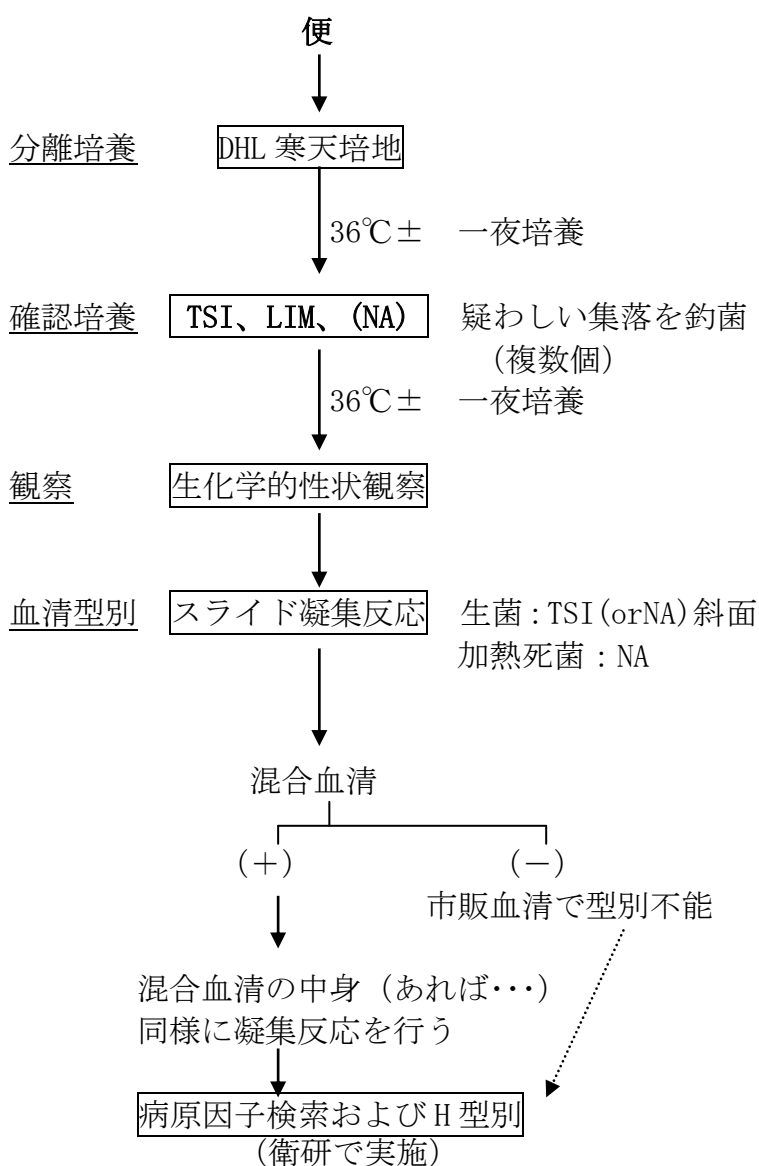 便
分離培養 DHL 寒天培地
36℃± 一夜培養
確認培養 TSI、LIM、(NA) 疑わしい集落を釣菌
(複数個)
36℃± 一夜培養
観察 生化学的性状観察
血清型別 スライド凝集反応 生菌:TSI(orNA)斜面
加熱死菌:NA
混合血清
(+) (-)
市販血清で型別不能
混合血清の中身(あれば・・・)
同様に凝集反応を行う
病原因子検索および H 型別
(衛研で実施)